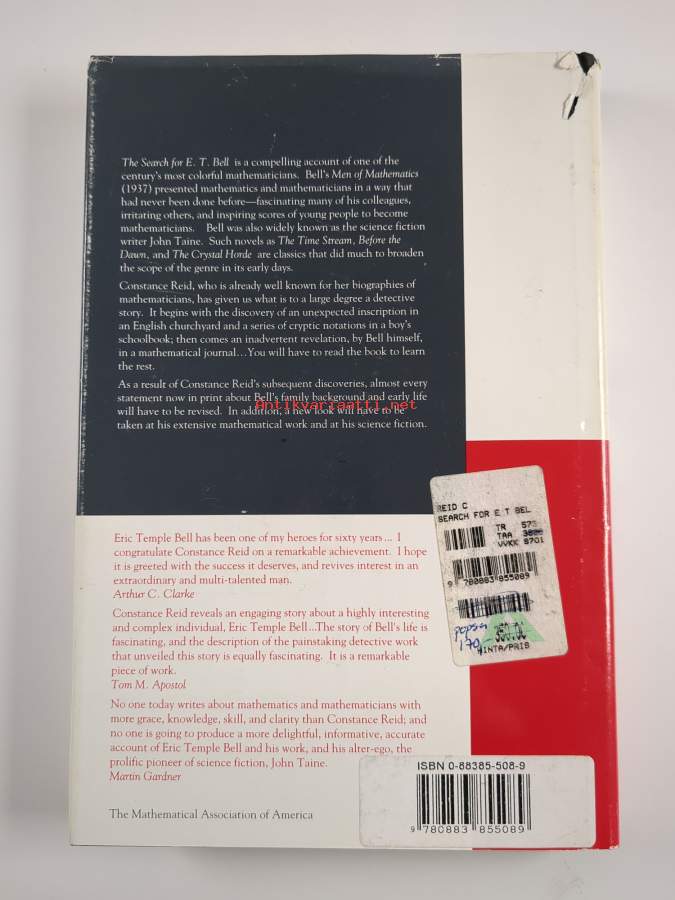 The Search for E. T. Bell is a compelling account of one of the
century's most colorful mathematicians. Bell's Men of Mathematics
(1937) presented mathematics and mathematicians in a way that
had never been done before—fascinating many of his colleagues,
irritating others, and inspiring scores of young people to become
mathematicians. Bell was also widely known as the science fiction
writer John Taine. Such novels as The Time Stream, Before the
Dawn, and The Crystal Horde are classics that did much to broaden
the scope of the genre in its early days.
Constance Reid, who is already well known for her biographies of
mathematicians, has given us what is to a large degree a detective
story. It begins with the discovery of an unexpected inscription in
an English churchyard and a series of cryptic notations in a boy's
schoolbook; then comes an inadvertent revelation, by Bell himself,
in a mathematical journal...You will have to read the book to learn
the rest.
As a result of Constance Reid's subsequent discoveries, almost every
statement now in print about Bell's family background and early life
will have to be revised. In addition, a new look will have to be
taken at his extensive mathematical work and at his science fiction.
Antikvariaatti.net
REID C
SEARCH FOR E T BEL
TR 573
TAA
VVKK 8701
9 780883 855089
popsu
170,-
HINTA/PRIS
Eric Temple Bell has been one of my heroes for sixty years ... I
congratulate Constance Reid on a remarkable achievement. I hope
it is greeted with the success it deserves, and revives interest in an
extraordinary and multi-talented man.
Arthur C. Clarke
Constance Reid reveals an engaging story about a highly interesting
and complex individual, Eric Temple Bell...The story of Bell's life is
fascinating, and the description of the painstaking detective work
that unveiled this story is equally fascinating. It is a remarkable
piece of work.
Tom M. Apostol
No one today writes about mathematics and mathematicians with
more grace, knowledge, skill, and clarity than Constance Reid; and
no one is going to produce a more delightful, informative, accurate
account of Eric Temple Bell and his work, and his alter-ego, the
prolific pioneer of science fiction, John Taine.
Martin Gardner
The Mathematical Association of America
ISBN 0-88385-508-9
9 780883 855089